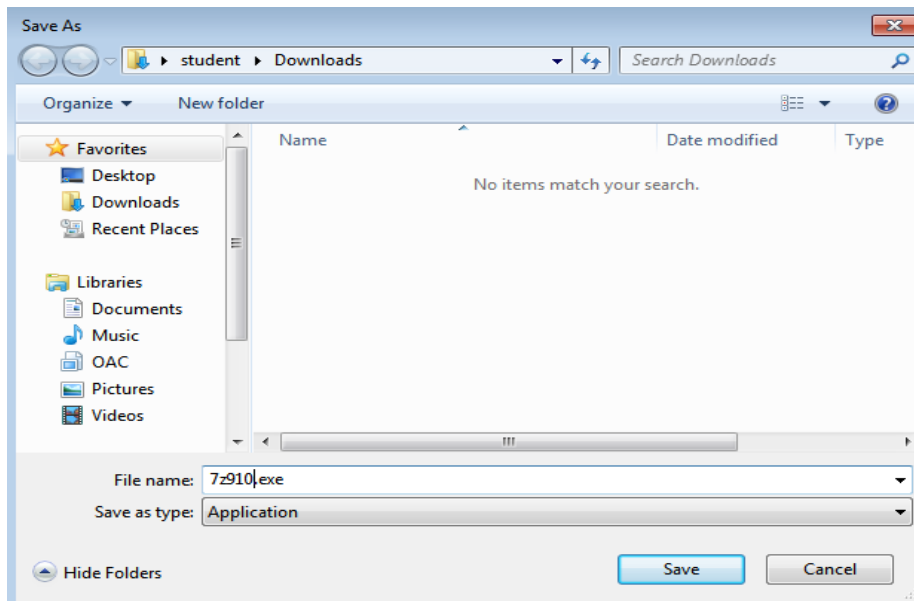 Save As
student Downloads
Search Downloads
Organize
New folder
Name
Date modified
Type
No items match your search.
Favorites
Desktop
Downloads
Recent Places
Libraries
Documents
Music
OAC
Pictures
Videos
File name: 7z910.exe
Save as type: Application
Hide Folders
Save
Cancel